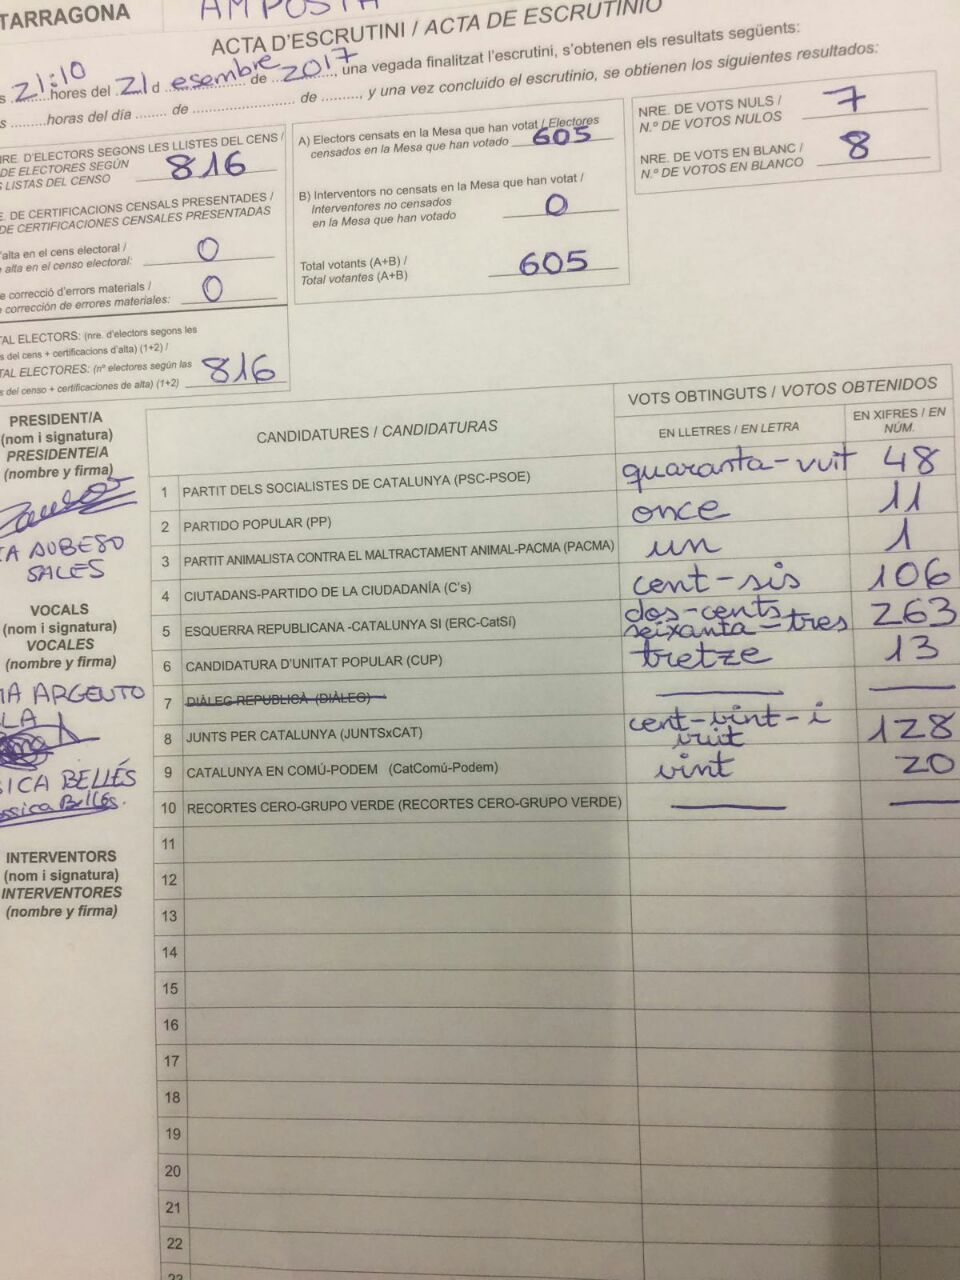 TARRAGONA AMPOSTA
ACTA D'ESCRUTINI / ACTA DE ESCRUTINIO
s 21:10 hores del 21 d esembre de 2017, una vegada finalitzat l'escrutini, s'obtenen els resultats següents:
s ......... horas del día ........ de ........................ de .........., y una vez concluido el escrutinio, se obtienen los siguientes resultados:
NRE. D'ELECTORS SEGONS LES LLISTES DEL CENS /
DE ELECTORES SEGÚN
LISTAS DEL CENSO 816
E. DE CERTIFICACIONS CENSALS PRESENTADES /
DE CERTIFICACIONES CENSALES PRESENTADAS
'alta en el cens electoral /
alta en el censo electoral: 0
e correcció d'errors materials /
corrección de errores materiales: 0
TAL ELECTORS: (nre. d'electors segons les
s del cens + certificacions d'alta) (1+2) /
TAL ELECTORES: (nº electores según las
s del censo + certificaciones de alta) (1+2) 816
A) Electors censats en la Mesa que han votat / Electores
censados en la Mesa que han votado 605
B) Interventors no censats en la Mesa que han votat /
Interventores no censados
en la Mesa que han votado 0
Total votants (A+B) /
Total votantes (A+B) 605
NRE. DE VOTS NULS /
N.º DE VOTOS NULOS 7
NRE. DE VOTS EN BLANC /
N.º DE VOTOS EN BLANCO 8
PRESIDENT/A
(nom i signatura)
PRESIDENTE/A
(nombre y firma)
AUBESO
SALES
VOCALS
(nom i signatura)
VOCALES
(nombre y firma)
MA ARGENTO
LA
SICA BELLÉS
essica Bellés.
INTERVENTORS
(nom i signatura)
INTERVENTORES
(nombre y firma)
CANDIDATURES / CANDIDATURAS VOTS OBTINGUTS / VOTOS OBTENIDOS
EN LLETRES / EN LETRA EN XIFRES / EN NÚM.
1 PARTIT DELS SOCIALISTES DE CATALUNYA (PSC-PSOE) quaranta-vuit 48
2 PARTIDO POPULAR (PP) once 11
3 PARTIT ANIMALISTA CONTRA EL MALTRACTAMENT ANIMAL-PACMA (PACMA) un 1
4 CIUTADANS-PARTIDO DE LA CIUDADANÍA (C's) cent-sis 106
5 ESQUERRA REPUBLICANA -CATALUNYA SI (ERC-CatSí) dos-cents seixanta-tres 263
6 CANDIDATURA D'UNITAT POPULAR (CUP) tretze 13
7 DIÀLEG REPUBLICÀ (DIÀLEG)
8 JUNTS PER CATALUNYA (JUNTSxCAT) cent-vint-i vuit 128
9 CATALUNYA EN COMÚ-PODEM (CatComú-Podem) vint 20
10 RECORTES CERO-GRUPO VERDE (RECORTES CERO-GRUPO VERDE)
11
12
13
14
15
16
17
18
19
20
21
22
23